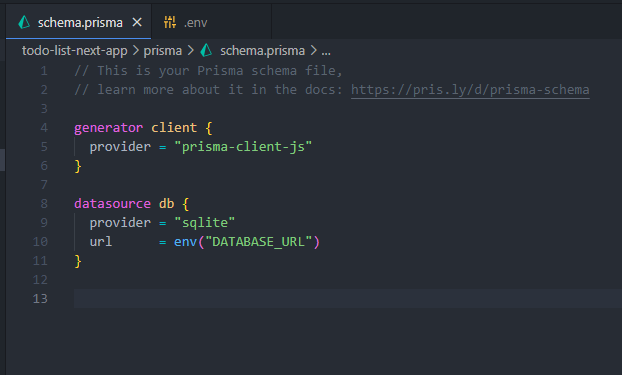 schema.prisma
.env
todo-list-next-app > prisma > schema.prisma > ...
1 // This is your Prisma schema file,
2 // learn more about it in the docs: https://pris.ly/d/prisma-schema
3
4 generator client {
5   provider = "prisma-client-js"
6 }
7
8 datasource db {
9   provider = "sqlite"
10   url      = env("DATABASE_URL")
11 }
12
13